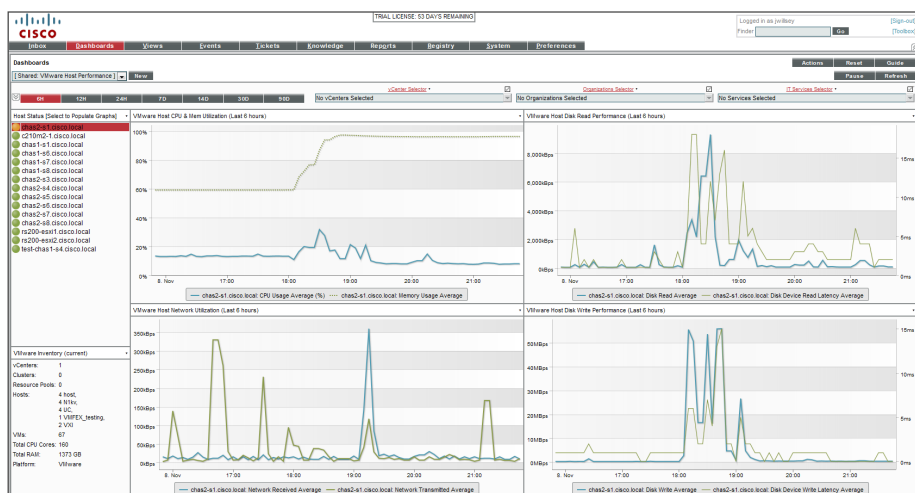 TRIAL LICENSE: 53 DAYS REMAINING
CISCO
Logged in as jwillsey
[Sign-out]
Finder
Go
[Toolbox]
Inbox Dashboards Views Events Tickets Knowledge Reports Registry System Preferences
Dashboards
Actions Reset Guide
[ Shared: VMware Host Performance ] New
Pause Refresh
vCenter Selector Organizations Selector IT Services Selector
6H 12H 24H 7D 14D 30D 90D
No vCenters Selected No Organizations Selected No Services Selected
Host Status [Select to Populate Graphs]
chas2-s1.cisco.local
c210m2-1.cisco.local
chas1-s1.cisco.local
chas1-s6.cisco.local
chas1-s7.cisco.local
chas1-s8.cisco.local
chas2-s3.cisco.local
chas2-s4.cisco.local
chas2-s5.cisco.local
chas2-s6.cisco.local
chas2-s7.cisco.local
chas2-s8.cisco.local
rs200-esxi1.cisco.local
rs200-esxi2.cisco.local
test-chas1-s4.cisco.local
VMware Host CPU & Mem Utilization (Last 6 hours)
100%
80%
60%
40%
20%
0%
8. Nov 17:00 18:00 19:00 20:00 21:00
chas2-s1.cisco.local: CPU Usage Average (%) chas2-s1.cisco.local: Memory Usage Average
VMware Host Disk Read Performance (Last 6 hours)
8,000kBps
6,000kBps
4,000kBps
2,000kBps
0kBps
15ms
10ms
5ms
0ms
8. Nov 17:00 18:00 19:00 20:00 21:00
chas2-s1.cisco.local: Disk Read Average chas2-s1.cisco.local: Disk Device Read Latency Average
VMware Inventory (current)
vCenters: 1
Clusters: 0
Resource Pools: 0
Hosts: 4 host,
4 N1kv,
4 UC,
1 VMFEX_testing,
2 VXI
VMs: 67
Total CPU Cores: 160
Total RAM: 1373 GB
Platform: VMware
VMware Host Network Utilization (Last 6 hours)
350kBps
300kBps
250kBps
200kBps
150kBps
100kBps
50kBps
0kBps
8. Nov 17:00 18:00 19:00 20:00 21:00
chas2-s1.cisco.local: Network Received Average chas2-s1.cisco.local: Network Transmitted Average
VMware Host Disk Write Performance (Last 6 hours)
50MBps
40MBps
30MBps
20MBps
10MBps
0MBps
15ms
10ms
5ms
0ms
8. Nov 17:00 18:00 19:00 20:00 21:00
chas2-s1.cisco.local: Disk Write Average chas2-s1.cisco.local: Disk Device Write Latency Average